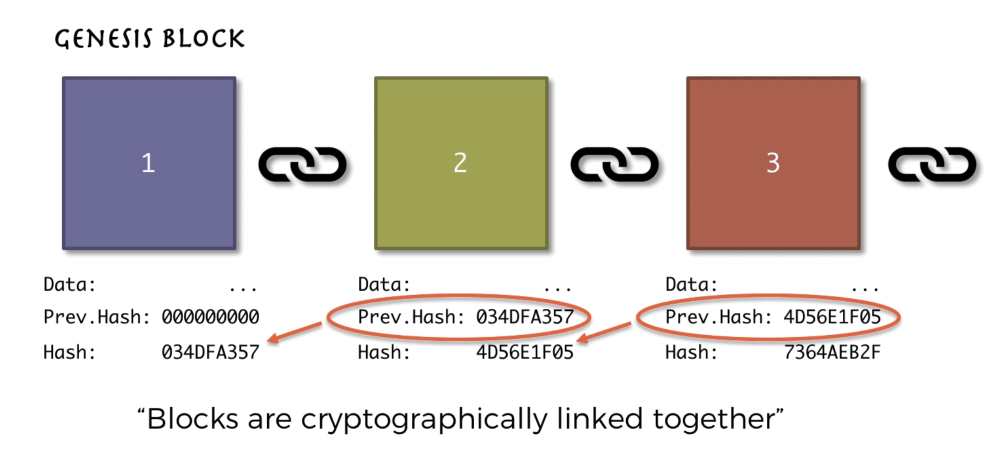 GENESIS BLOCK
1
2
3
Data: ...
Prev.Hash: 000000000
Hash: 034DFA357
Data: ...
Prev.Hash: 034DFA357
Hash: 4D56E1F05
Data: ...
Prev.Hash: 4D56E1F05
Hash: 7364AEB2F
“Blocks are cryptographically linked together”